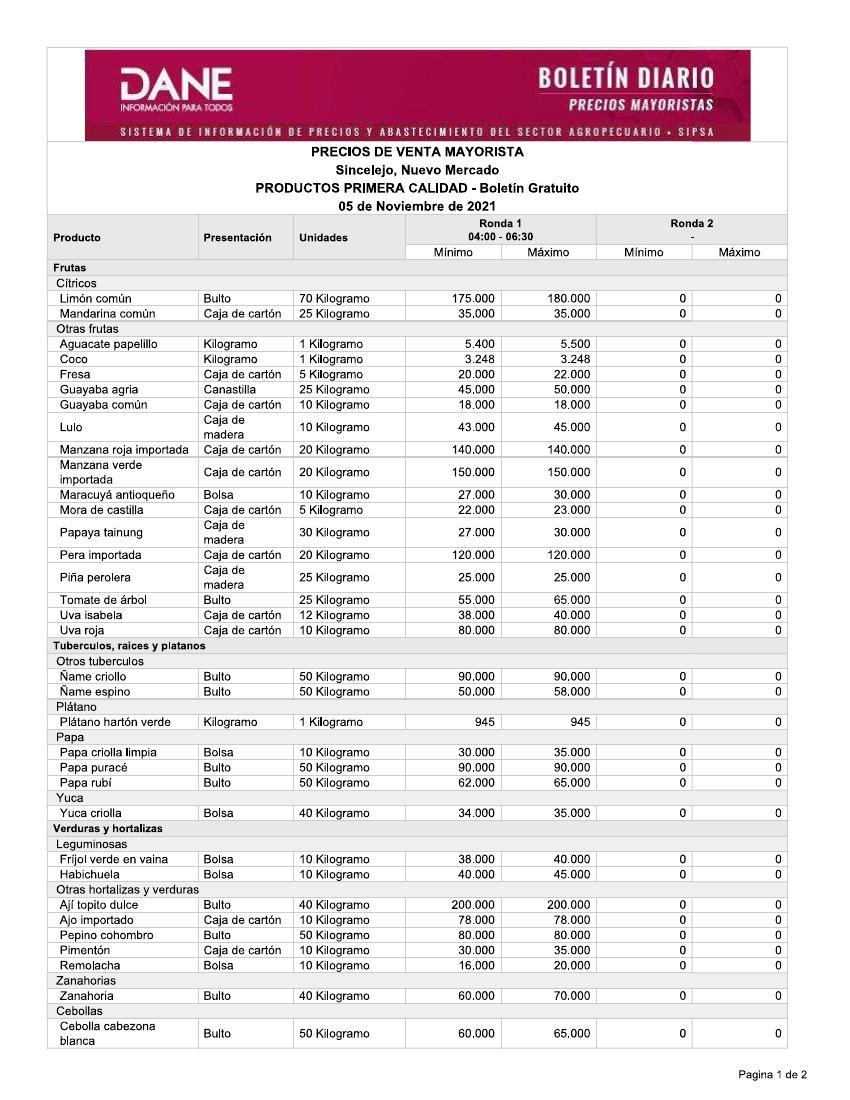 DANE
INFORMACIÓN PARA TODOS
BOLETÍN DIARIO
PRECIOS MAYORISTAS
SISTEMA DE INFORMACIÓN DE PRECIOS Y ABASTECIMIENTO DEL SECTOR AGROPECUARIO • SIPSA
PRECIOS DE VENTA MAYORISTA
Sincelejo, Nuevo Mercado
PRODUCTOS PRIMERA CALIDAD - Boletín Gratuito
05 de Noviembre de 2021
Producto Presentación Unidades Ronda 1 04:00 - 06:30 Ronda 2 -
Mínimo Máximo Mínimo Máximo
Frutas
Cítricos
Limón común Bulto 70 Kilogramo 175.000 180.000 0 0
Mandarina común Caja de cartón 25 Kilogramo 35.000 35.000 0 0
Otras frutas
Aguacate papelillo Kilogramo 1 Kilogramo 5.400 5.500 0 0
Coco Kilogramo 1 Kilogramo 3.248 3.248 0 0
Fresa Caja de cartón 5 Kilogramo 20.000 22.000 0 0
Guayaba agria Canastilla 25 Kilogramo 45.000 50.000 0 0
Guayaba común Caja de cartón 10 Kilogramo 18.000 18.000 0 0
Lulo Caja de madera 10 Kilogramo 43.000 45.000 0 0
Manzana roja importada Caja de cartón 20 Kilogramo 140.000 140.000 0 0
Manzana verde importada Caja de cartón 20 Kilogramo 150.000 150.000 0 0
Maracuyá antioqueño Bolsa 10 Kilogramo 27.000 30.000 0 0
Mora de castilla Caja de cartón 5 Kilogramo 22.000 23.000 0 0
Papaya tainung Caja de madera 30 Kilogramo 27.000 30.000 0 0
Pera importada Caja de cartón 20 Kilogramo 120.000 120.000 0 0
Piña perolera Caja de madera 25 Kilogramo 25.000 25.000 0 0
Tomate de árbol Bulto 25 Kilogramo 55.000 65.000 0 0
Uva isabela Caja de cartón 12 Kilogramo 38.000 40.000 0 0
Uva roja Caja de cartón 10 Kilogramo 80.000 80.000 0 0
Tuberculos, raices y platanos
Otros tuberculos
Ñame criollo Bulto 50 Kilogramo 90.000 90.000 0 0
Ñame espino Bulto 50 Kilogramo 50.000 58.000 0 0
Plátano
Plátano hartón verde Kilogramo 1 Kilogramo 945 945 0 0
Papa
Papa criolla limpia Bolsa 10 Kilogramo 30.000 35.000 0 0
Papa puracé Bulto 50 Kilogramo 90.000 90.000 0 0
Papa rubí Bulto 50 Kilogramo 62.000 65.000 0 0
Yuca
Yuca criolla Bolsa 40 Kilogramo 34.000 35.000 0 0
Verduras y hortalizas
Leguminosas
Fríjol verde en vaina Bolsa 10 Kilogramo 38.000 40.000 0 0
Habichuela Bolsa 10 Kilogramo 40.000 45.000 0 0
Otras hortalizas y verduras
Ají topito dulce Bulto 40 Kilogramo 200.000 200.000 0 0
Ajo importado Caja de cartón 10 Kilogramo 78.000 78.000 0 0
Pepino cohombro Bulto 50 Kilogramo 80.000 80.000 0 0
Pimentón Caja de cartón 10 Kilogramo 30.000 35.000 0 0
Remolacha Bolsa 10 Kilogramo 16.000 20.000 0 0
Zanahorias
Zanahoria Bulto 40 Kilogramo 60.000 70.000 0 0
Cebollas
Cebolla cabezona blanca Bulto 50 Kilogramo 60.000 65.000 0 0
Pagina 1 de 2